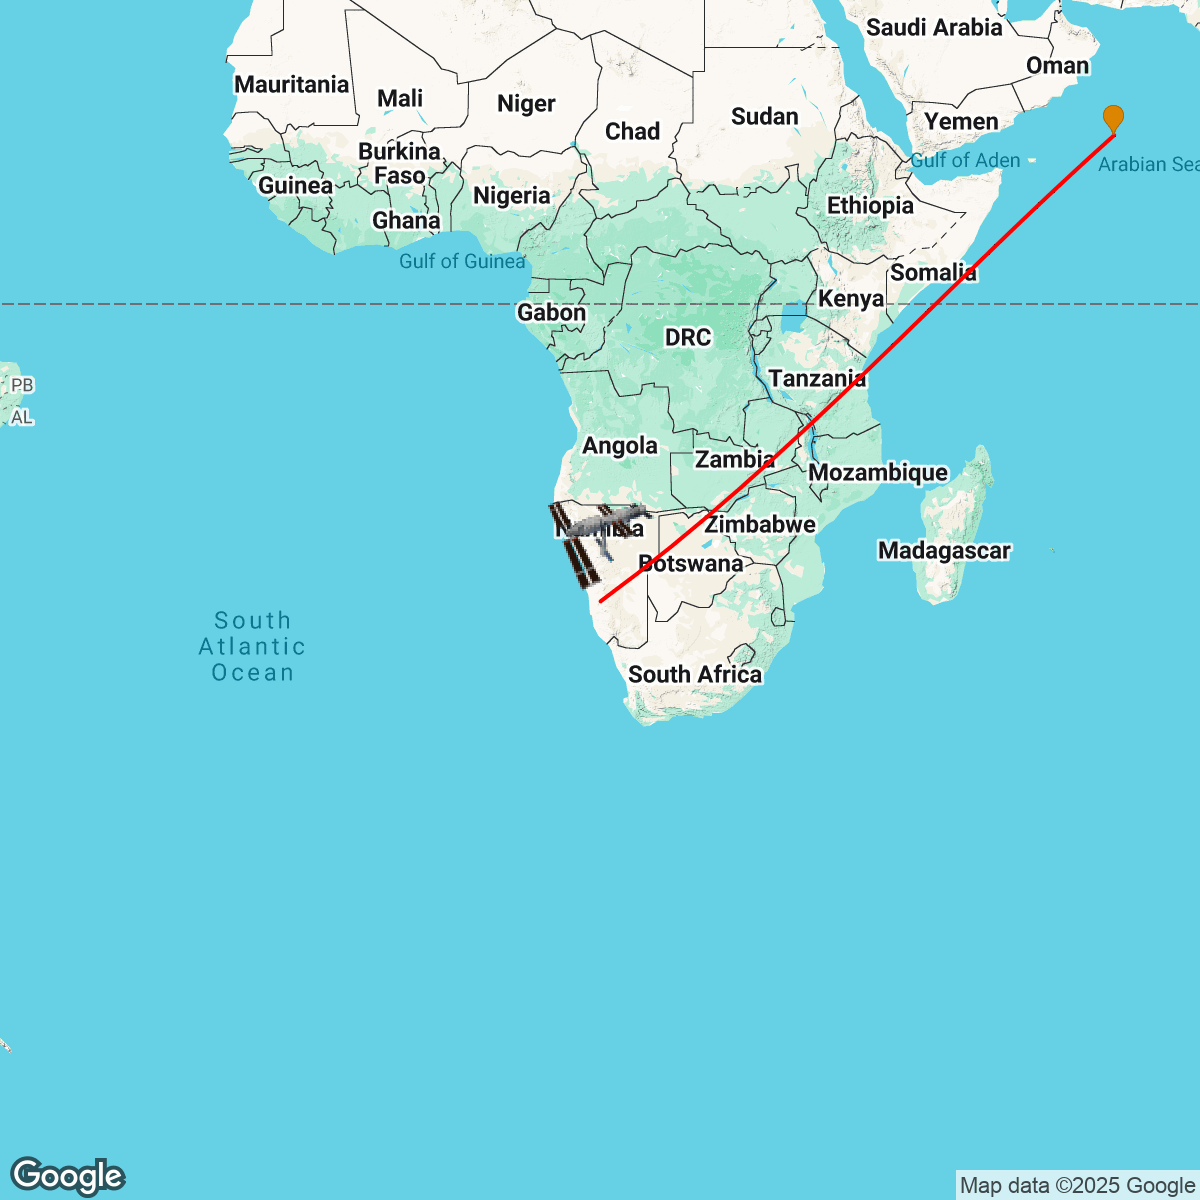 Saudi Arabia
Oman
Mauritania
Mali
Niger
Chad
Sudan
Yemen
Burkina
Faso
Gulf of Aden
Arabian Sea
Guinea
Nigeria
Ethiopia
Ghana
Gulf of Guinea
Somalia
Kenya
Gabon
DRC
Tanzania
PB
AL
Angola
Zambia
Mozambique
Namibia
Zimbabwe
Madagascar
Botswana
South
Atlantic
Ocean
South Africa
Google
Map data ©2025 Google